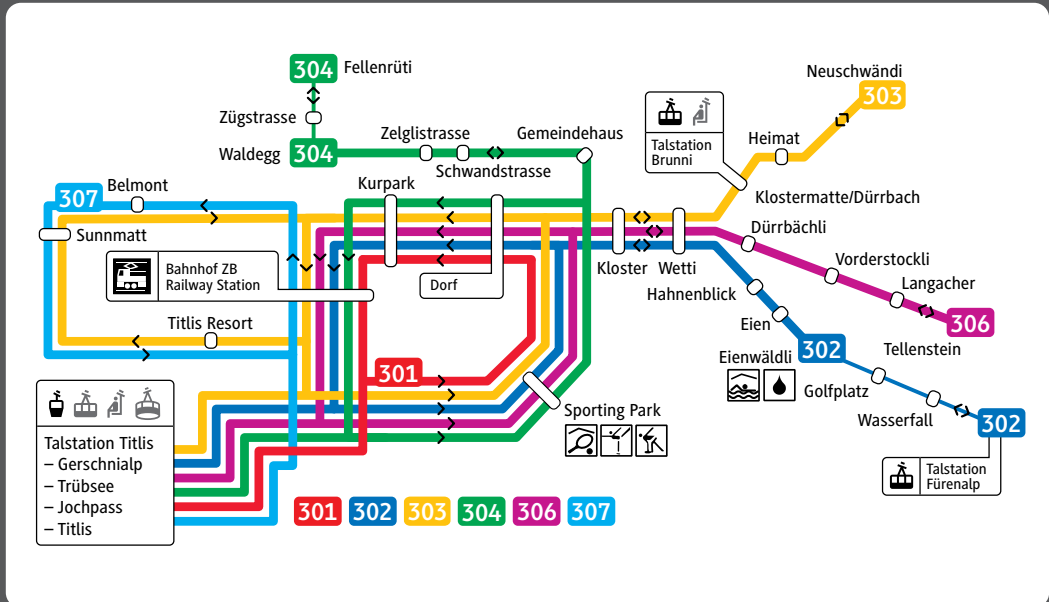 304
Fellenrüti
Zügstrasse
Waldegg
304
Zelglistrasse
Schwandstrasse
Gemeindehaus
Neuschwändi
303
Heimat
Talstation
Brunni
Klostermatte/Dürrbach
307
Belmont
Sunnmatt
Kurpark
Bahnhof ZB
Railway Station
Dorf
Kloster
Wetti
Dürrbächli
Vorderstockli
Langacher
306
Tellenstein
Hahnenblick
Eien
302
Eienwäldli
Golfplatz
Wasserfall
302
Talstation
Fürenalp
Titlis Resort
301
Sporting Park
Talstation Titlis
– Gerschnialp
– Trübsee
– Jochpass
– Titlis
301 302 303 304 306 307